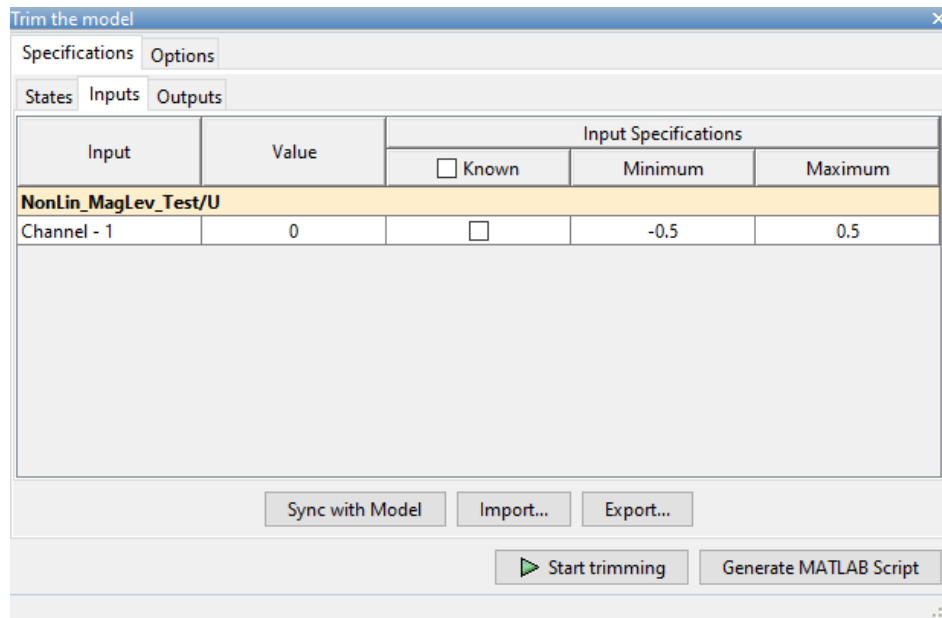 Trim the model
Specifications Options
States Inputs Outputs
Input Value Input Specifications
Known Minimum Maximum
NonLin_MagLev_Test/U
Channel - 1 0 -0.5 0.5
Sync with Model Import... Export...
Start trimming Generate MATLAB Script